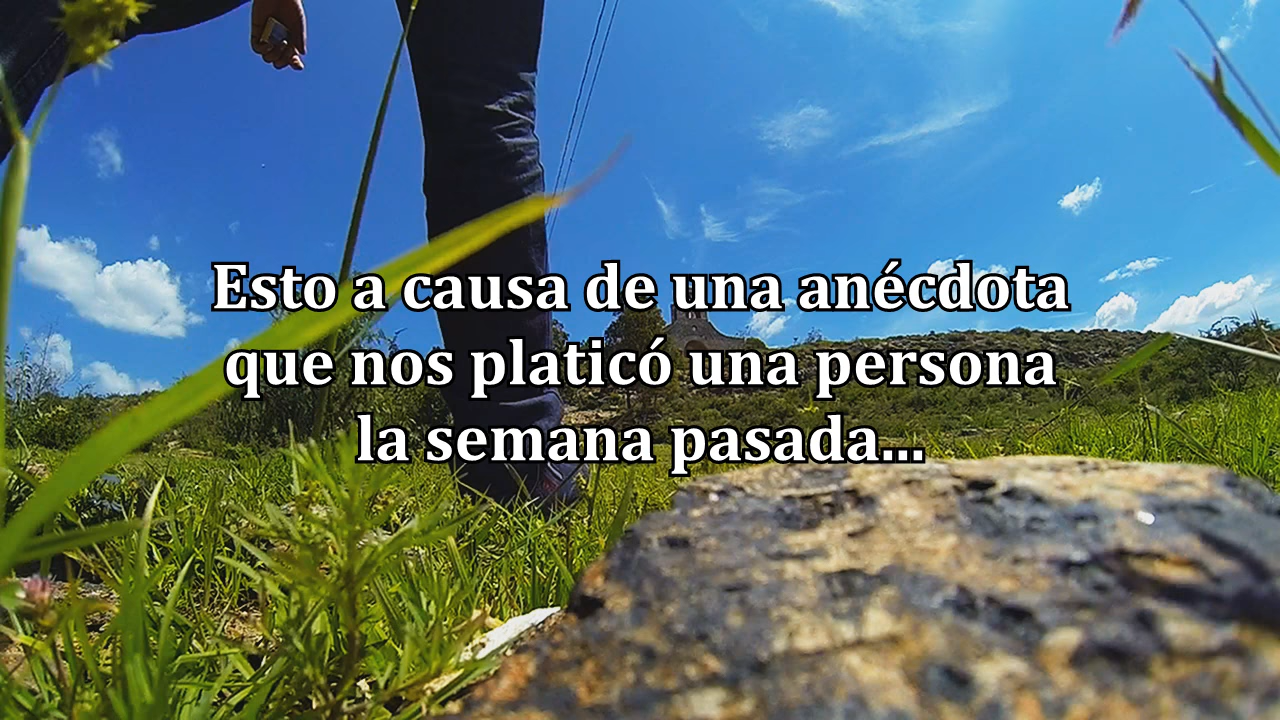 Esto a causa de una anécdota
que nos platicó una persona
la semana pasada...